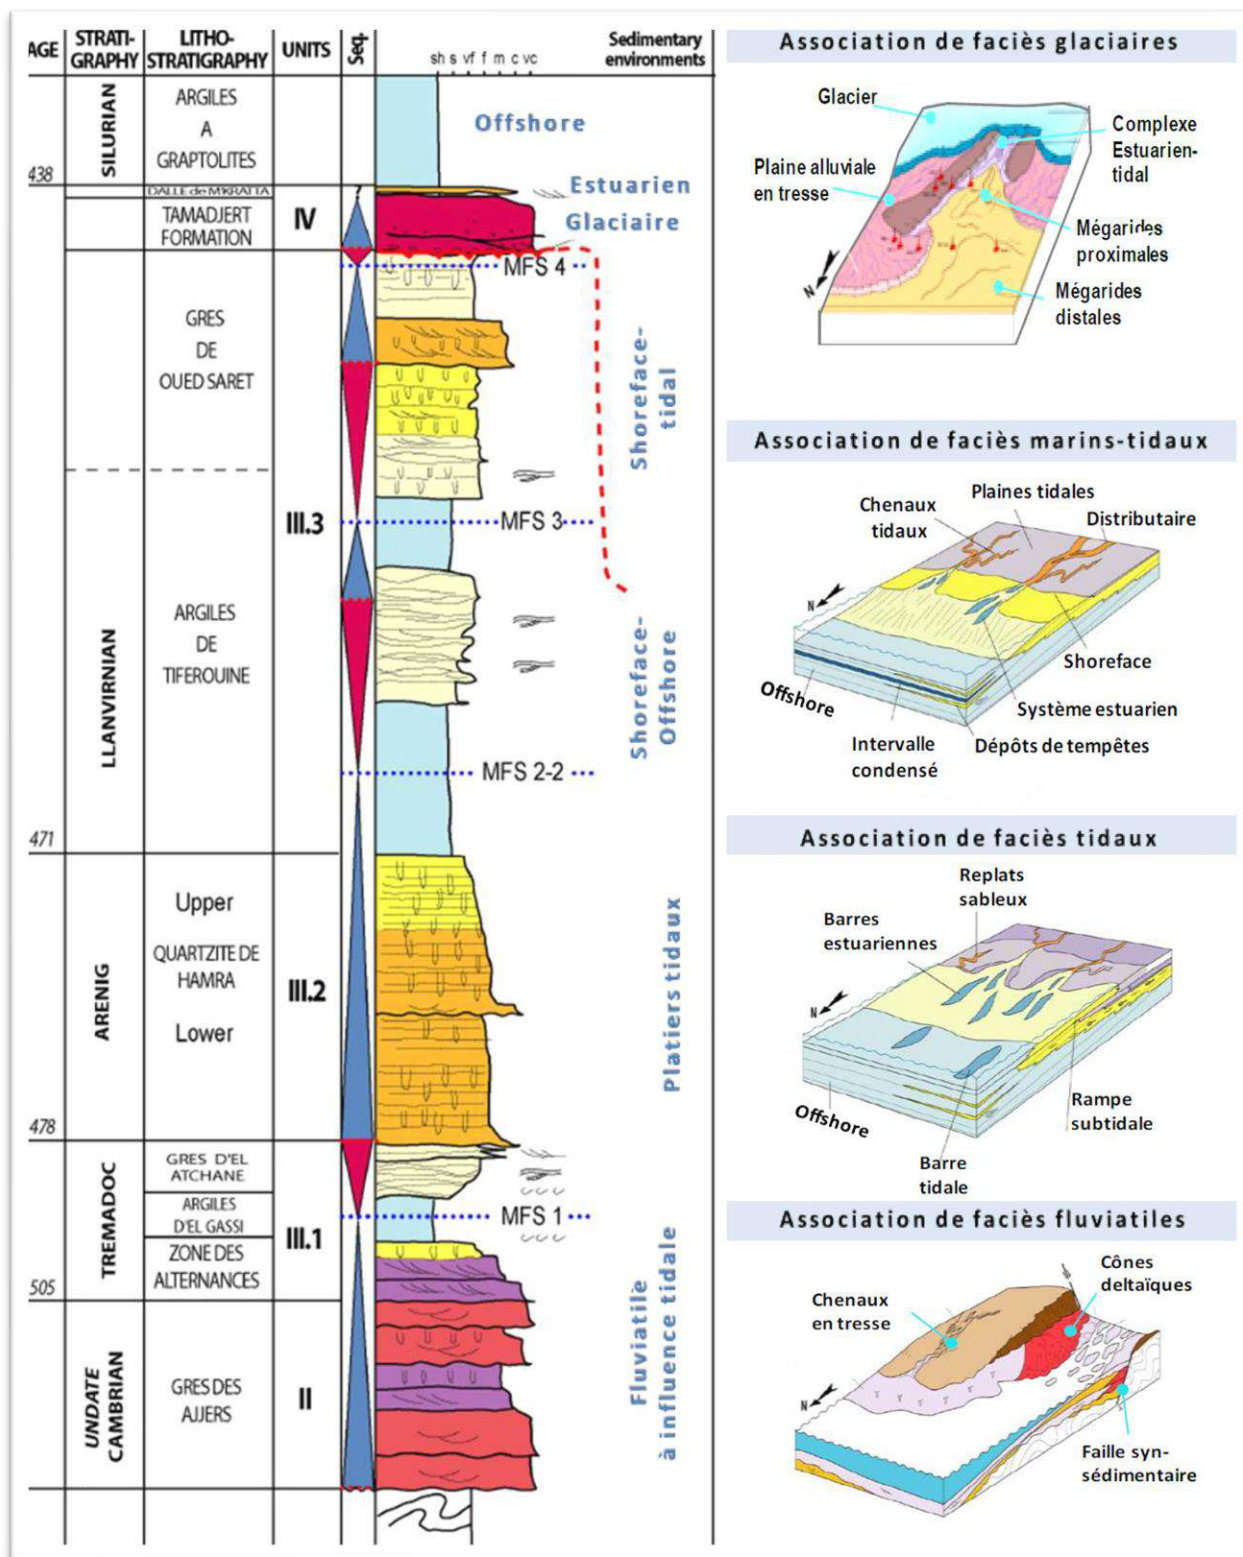 AGE
STRATI-
GRAPHY
LITHO-
STRATIGRAPHY
UNITS
Seq.
sh s vf f m c vc
Sedimentary
environments
SILURIAN
ARGILES
A
GRAPTOLITES
Offshore
438
DALLE de M'KRATTA
Estuarien
TAMADJERT
FORMATION
IV
Glaciaire
MFS 4
GRES
DE
OUED SARET
Shoreface-
tidal
III.3
MFS 3
LLANVIRNIAN
ARGILES
DE
TIFEROUINE
Shoreface-
Offshore
MFS 2-2
471
ARENIG
Upper
QUARTZITE DE
HAMRA
Lower
III.2
Platiers tidaux
478
TREMADOC
GRES D'EL
ATCHANE
ARGILES
D'EL GASSI
MFS 1
III.1
ZONE DES
ALTERNANCES
505
UNDATE
CAMBRIAN
GRES DES
AJJERS
II
Fluviatile
à influence tidale
Association de faciès glaciaires
Glacier
Complexe
Estuarien-
tidal
Plaine alluviale
en tresse
Mégarides
proximales
Mégarides
distales
N
Association de faciès marins-tidaux
Plaines tidales
Chenaux
tidaux
Distributaire
N
Shoreface
Offshore
Système estuarien
Intervalle
condensé
Dépôts de tempêtes
Association de faciès tidaux
Replats
sableux
Barres
estuariennes
N
Offshore
Rampe
subtidale
Barre
tidale
Association de faciès fluviatiles
Cônes
deltaïques
Chenaux
en tresse
N
Faille syn-
sédimentaire